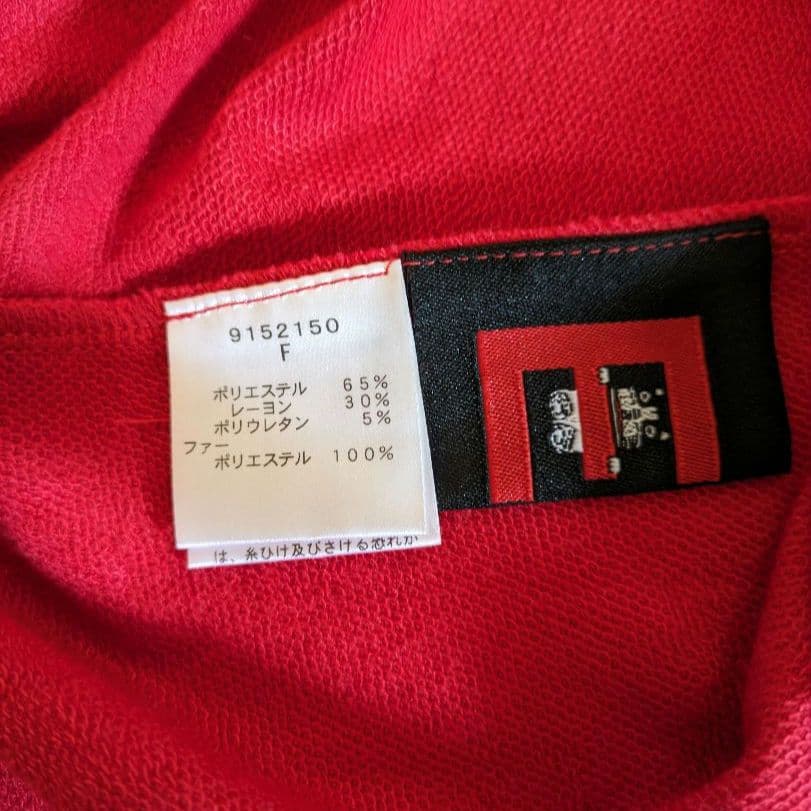 9152150
F
ポリエステル 65%
レーヨン 30%
ポリウレタン 5%
ファー
ポリエステル 100%
は、糸ひけ及びさける恐れが